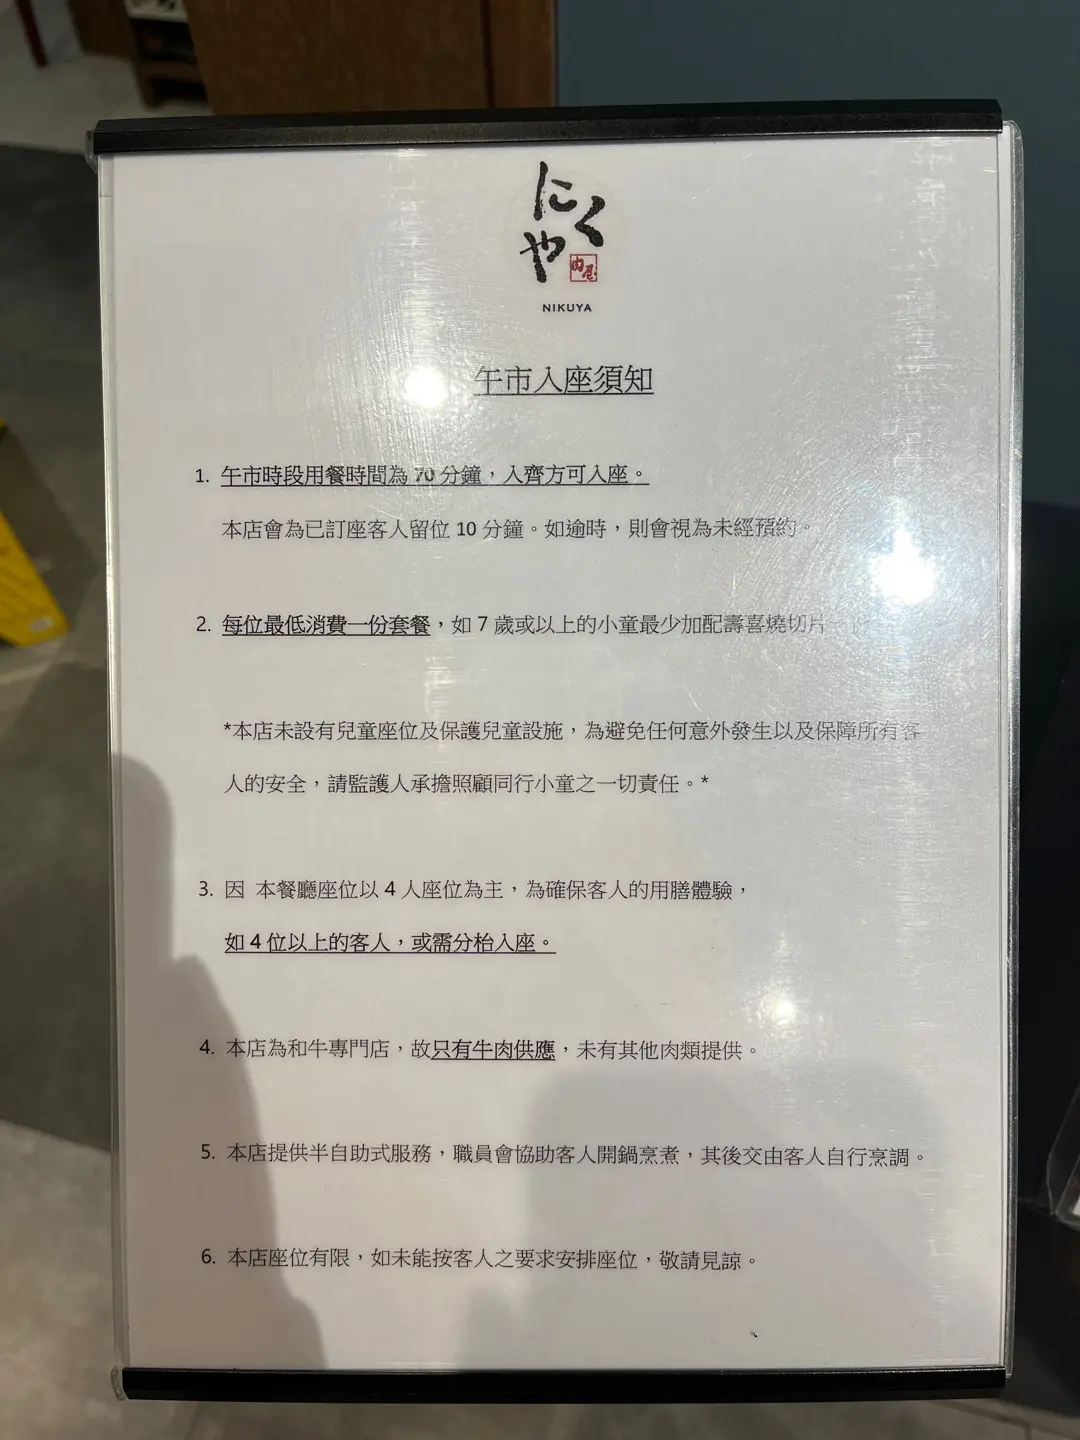 にくや
肉屋
NIKUYA
午市入座須知
1. 午市時段用餐時間為 70 分鐘，入齊方可入座。
本店會為已訂座客人留位 10 分鐘。如逾時，則會視為未經預約。
2. 每位最低消費一份套餐，如 7 歲或以上的小童最少加配壽喜燒切片
*本店未設有兒童座位及保護兒童設施，為避免任何意外發生以及保障所有客
人的安全，請監護人承擔照顧同行小童之一切責任。*
3. 因 本餐廳座位以 4 人座位為主，為確保客人的用膳體驗，
如 4 位以上的客人，或需分枱入座。
4. 本店為和牛專門店，故只有牛肉供應，未有其他肉類提供。
5. 本店提供半自助式服務，職員會協助客人開鍋烹煮，其後交由客人自行烹調。
6. 本店座位有限，如未能按客人之要求安排座位，敬請見諒。